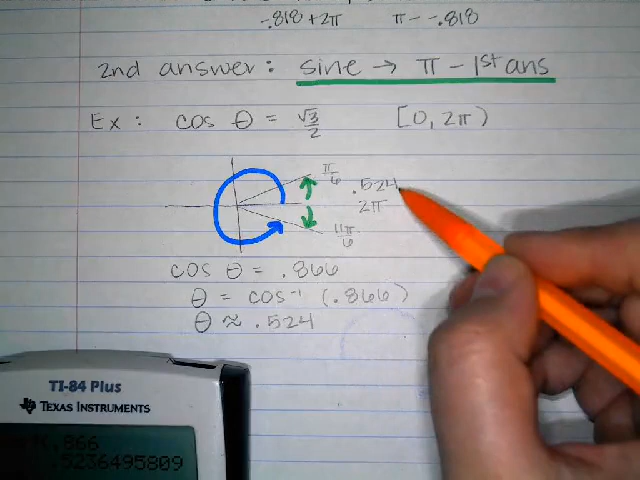 -.818 + 2π π - -.818
2nd answer: sine → π - 1st ans
Ex: cos θ = √3/2 [0, 2π)
π/6 .524
2π
11π/6
cos θ = .866
θ = cos⁻¹ (.866)
θ ≈ .524
TI-84 Plus
TEXAS INSTRUMENTS
.866
.5236495809